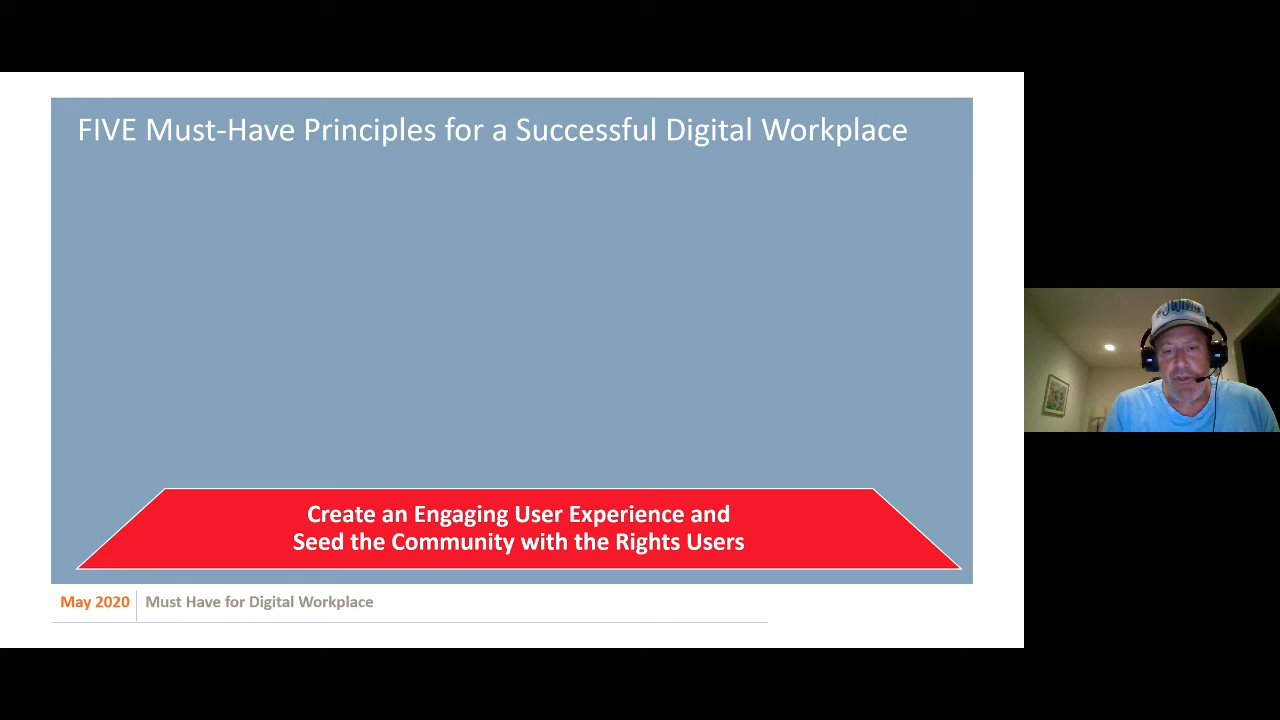 FIVE Must-Have Principles for a Successful Digital Workplace
Create an Engaging User Experience and
Seed the Community with the Rights Users
May 2020
Must Have for Digital Workplace